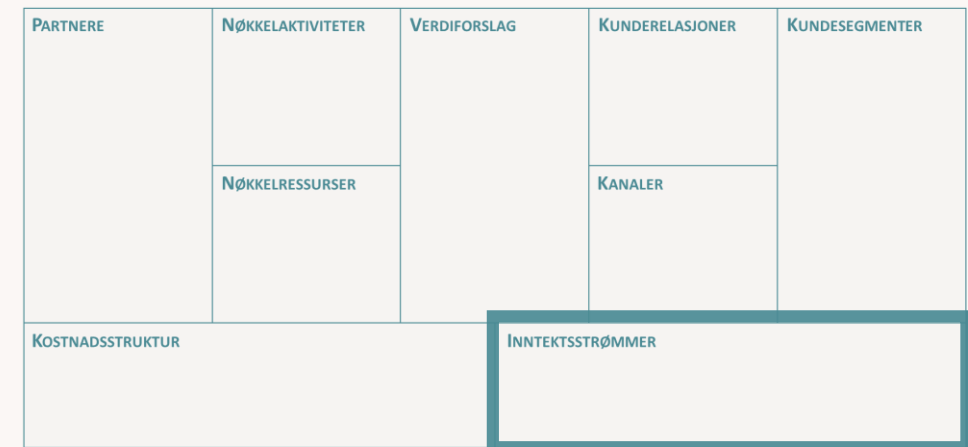 PARTNERE
NØKKELAKTIVITETER
VERDIFORSLAG
KUNDERELASJONER
KUNDESEGMENTER
NØKKELRESSURSER
KANALER
KOSTNADSSTRUKTUR
INNTEKTSSTRØMMER